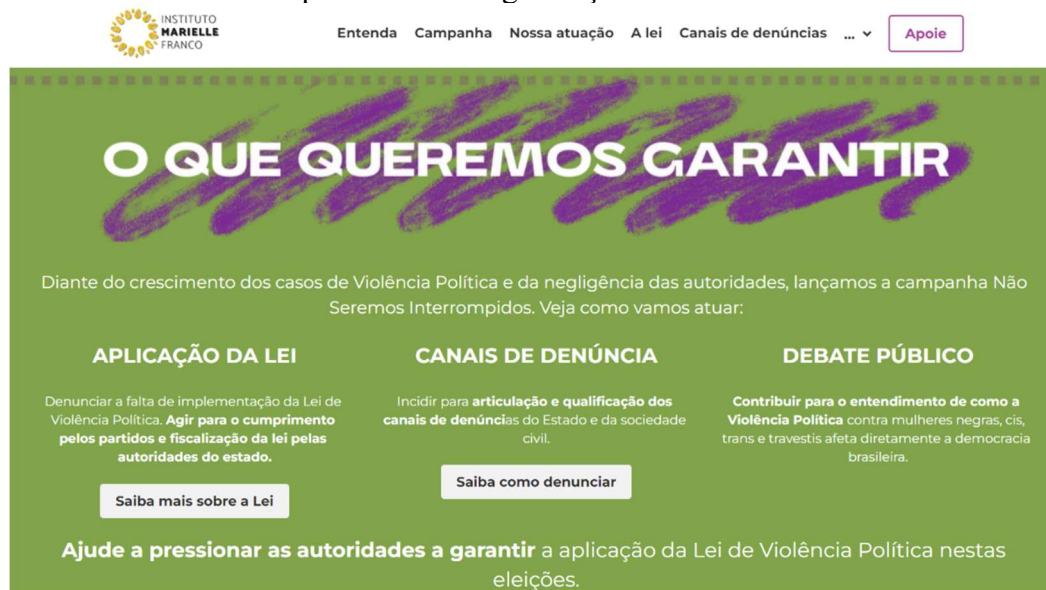 INSTITUTO
MARIELLE
FRANCO
Entenda Campanha Nossa atuação A lei Canais de denúncias ... Apoie
O QUE QUEREMOS GARANTIR
Diante do crescimento dos casos de Violência Política e da negligência das autoridades, lançamos a campanha Não
Seremos Interrompidos. Veja como vamos atuar:
APLICAÇÃO DA LEI
Denunciar a falta de implementação da Lei de
Violência Política. Agir para o cumprimento
pelos partidos e fiscalização da lei pelas
autoridades do estado.
Saiba mais sobre a Lei
CANAIS DE DENÚNCIA
Incidir para articulação e qualificação dos
canais de denúncias do Estado e da sociedade
civil.
Saiba como denunciar
DEBATE PÚBLICO
Contribuir para o entendimento de como a
Violência Política contra mulheres negras, cis,
trans e travestis afeta diretamente a democracia
brasileira.
Ajude a pressionar as autoridades a garantir a aplicação da Lei de Violência Política nestas
eleições.